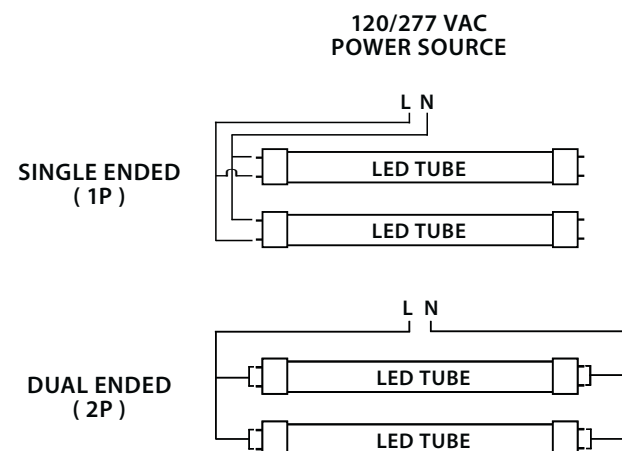 120/277 VAC
POWER SOURCE
L N
SINGLE ENDED
( 1P )
LED TUBE
LED TUBE
L N
DUAL ENDED
( 2P )
LED TUBE
LED TUBE